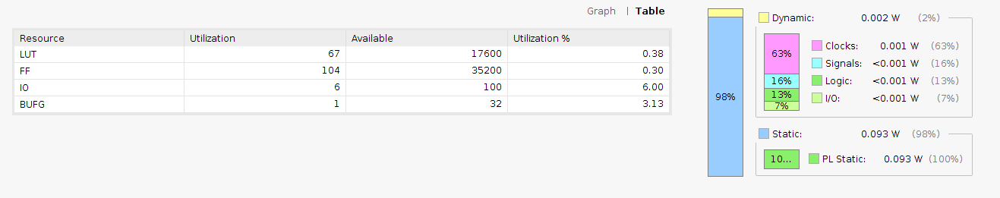 Graph | Table
Resource Utilization Available Utilization %
LUT 67 17600 0.38
FF 104 35200 0.30
IO 6 100 6.00
BUFG 1 32 3.13
98%
Dynamic: 0.002 W (2%)
63%
16%
13%
7%
Clocks: 0.001 W (63%)
Signals: <0.001 W (16%)
Logic: <0.001 W (13%)
I/O: <0.001 W (7%)
Static: 0.093 W (98%)
10...
PL Static: 0.093 W (100%)